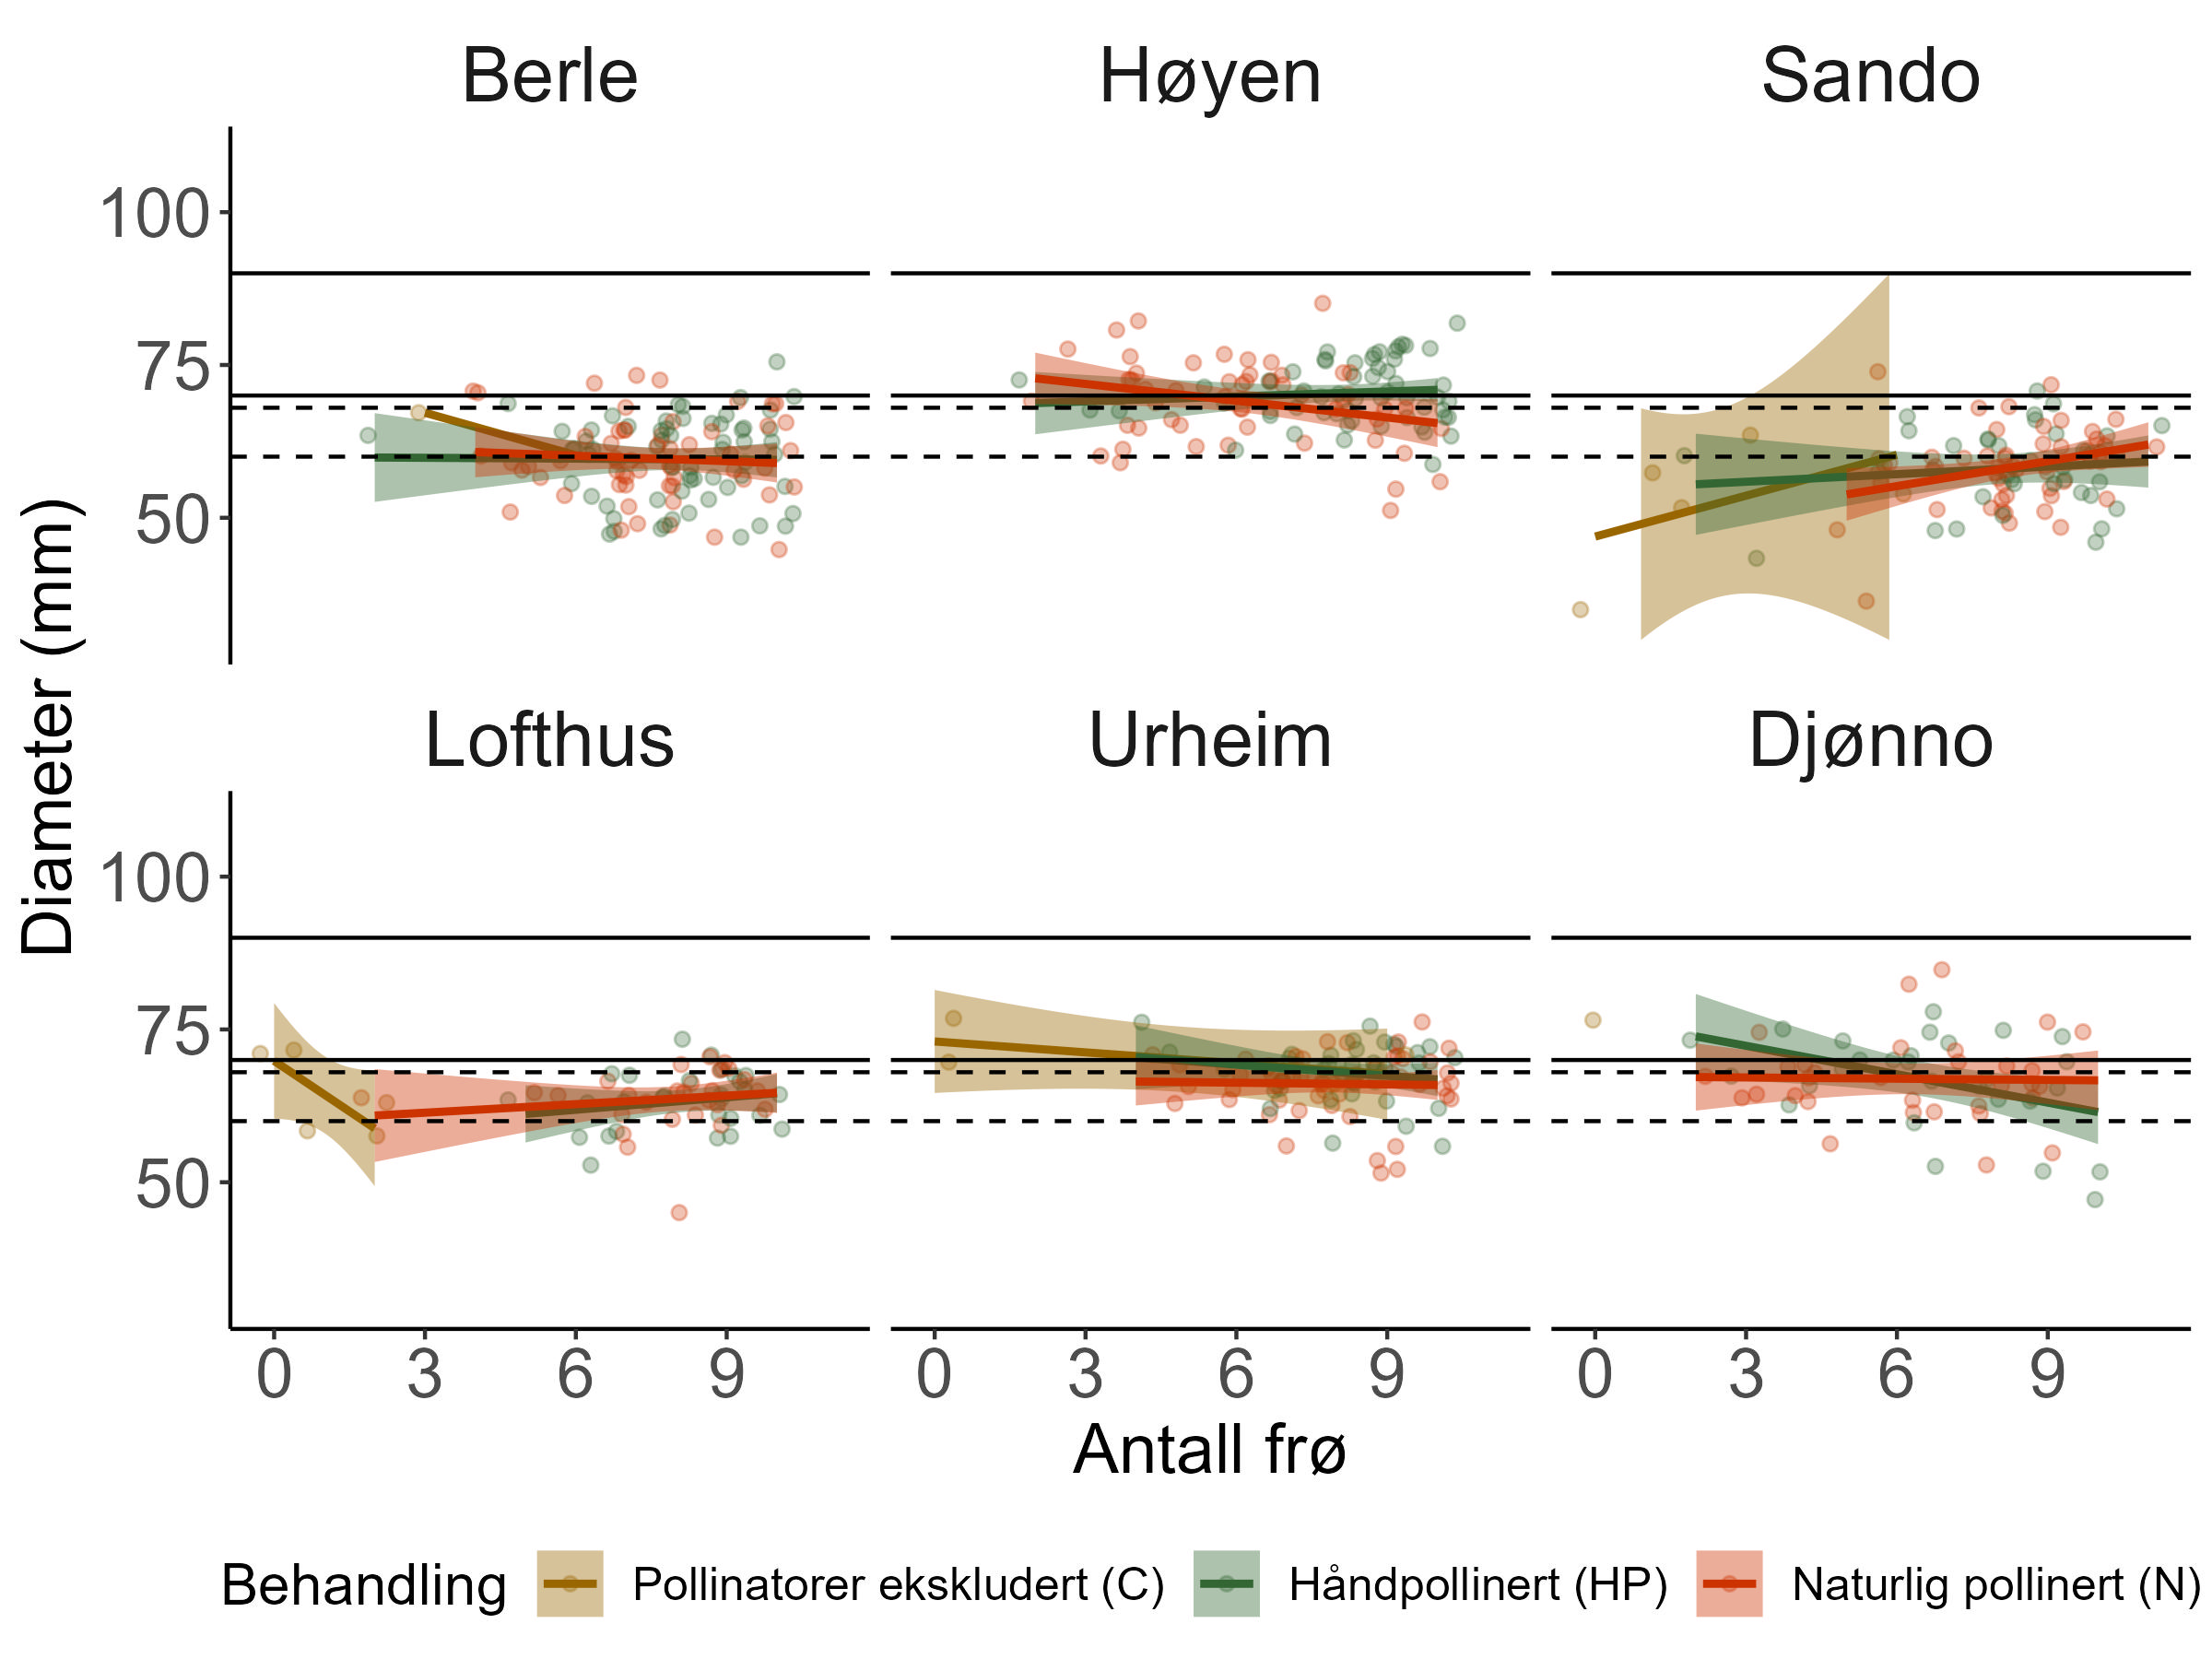 Berle Høyen Sando
100
75
50
Diameter (mm)
Lofthus Urheim Djønno
100
75
50
0 3 6 9 0 3 6 9 0 3 6 9
Antall frø
Behandling Pollinatorer ekskludert (C) Håndpollinert (HP) Naturlig pollinert (N)